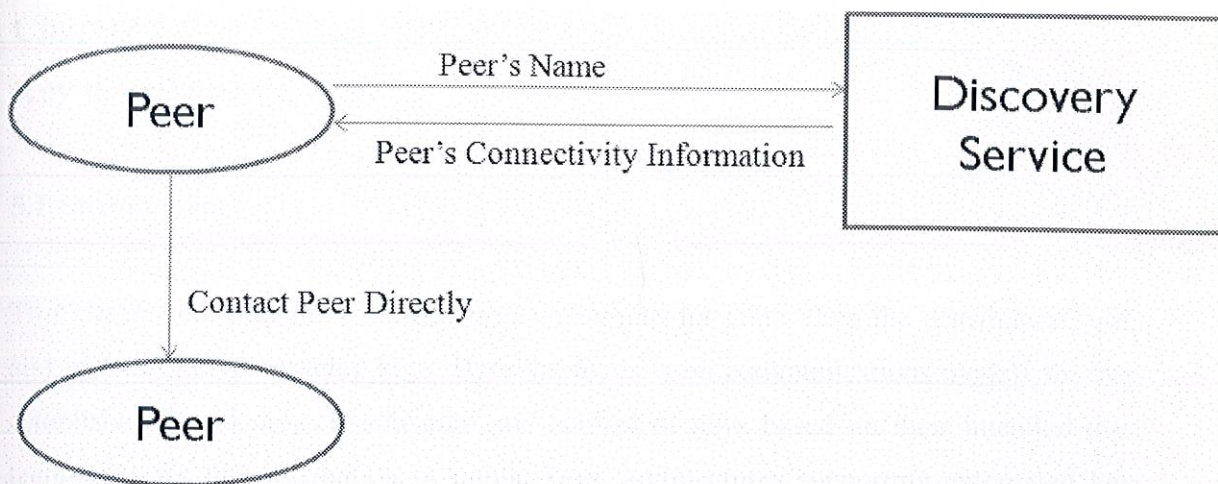 Peer's Name
Peer
Discovery
Service
Peer's Connectivity Information
Contact Peer Directly
Peer